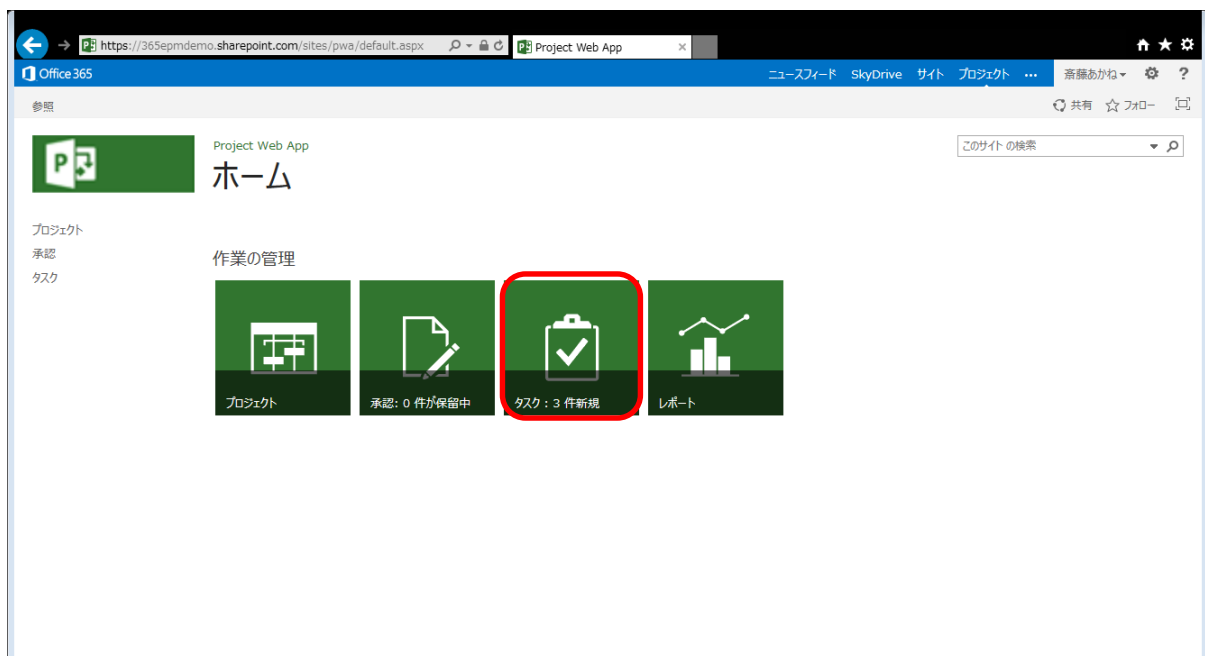 https://365epmdemo.sharepoint.com/sites/pwa/default.aspx
Project Web App
Office 365
ニュースフィード SkyDrive サイト プロジェクト ... 斎藤あかね ?
参照
共有 フォロー
P
Project Web App
ホーム
このサイト の検索
プロジェクト
承認
タスク
作業の管理
プロジェクト
承認: 0 件が保留中
タスク : 3 件新規
レポート